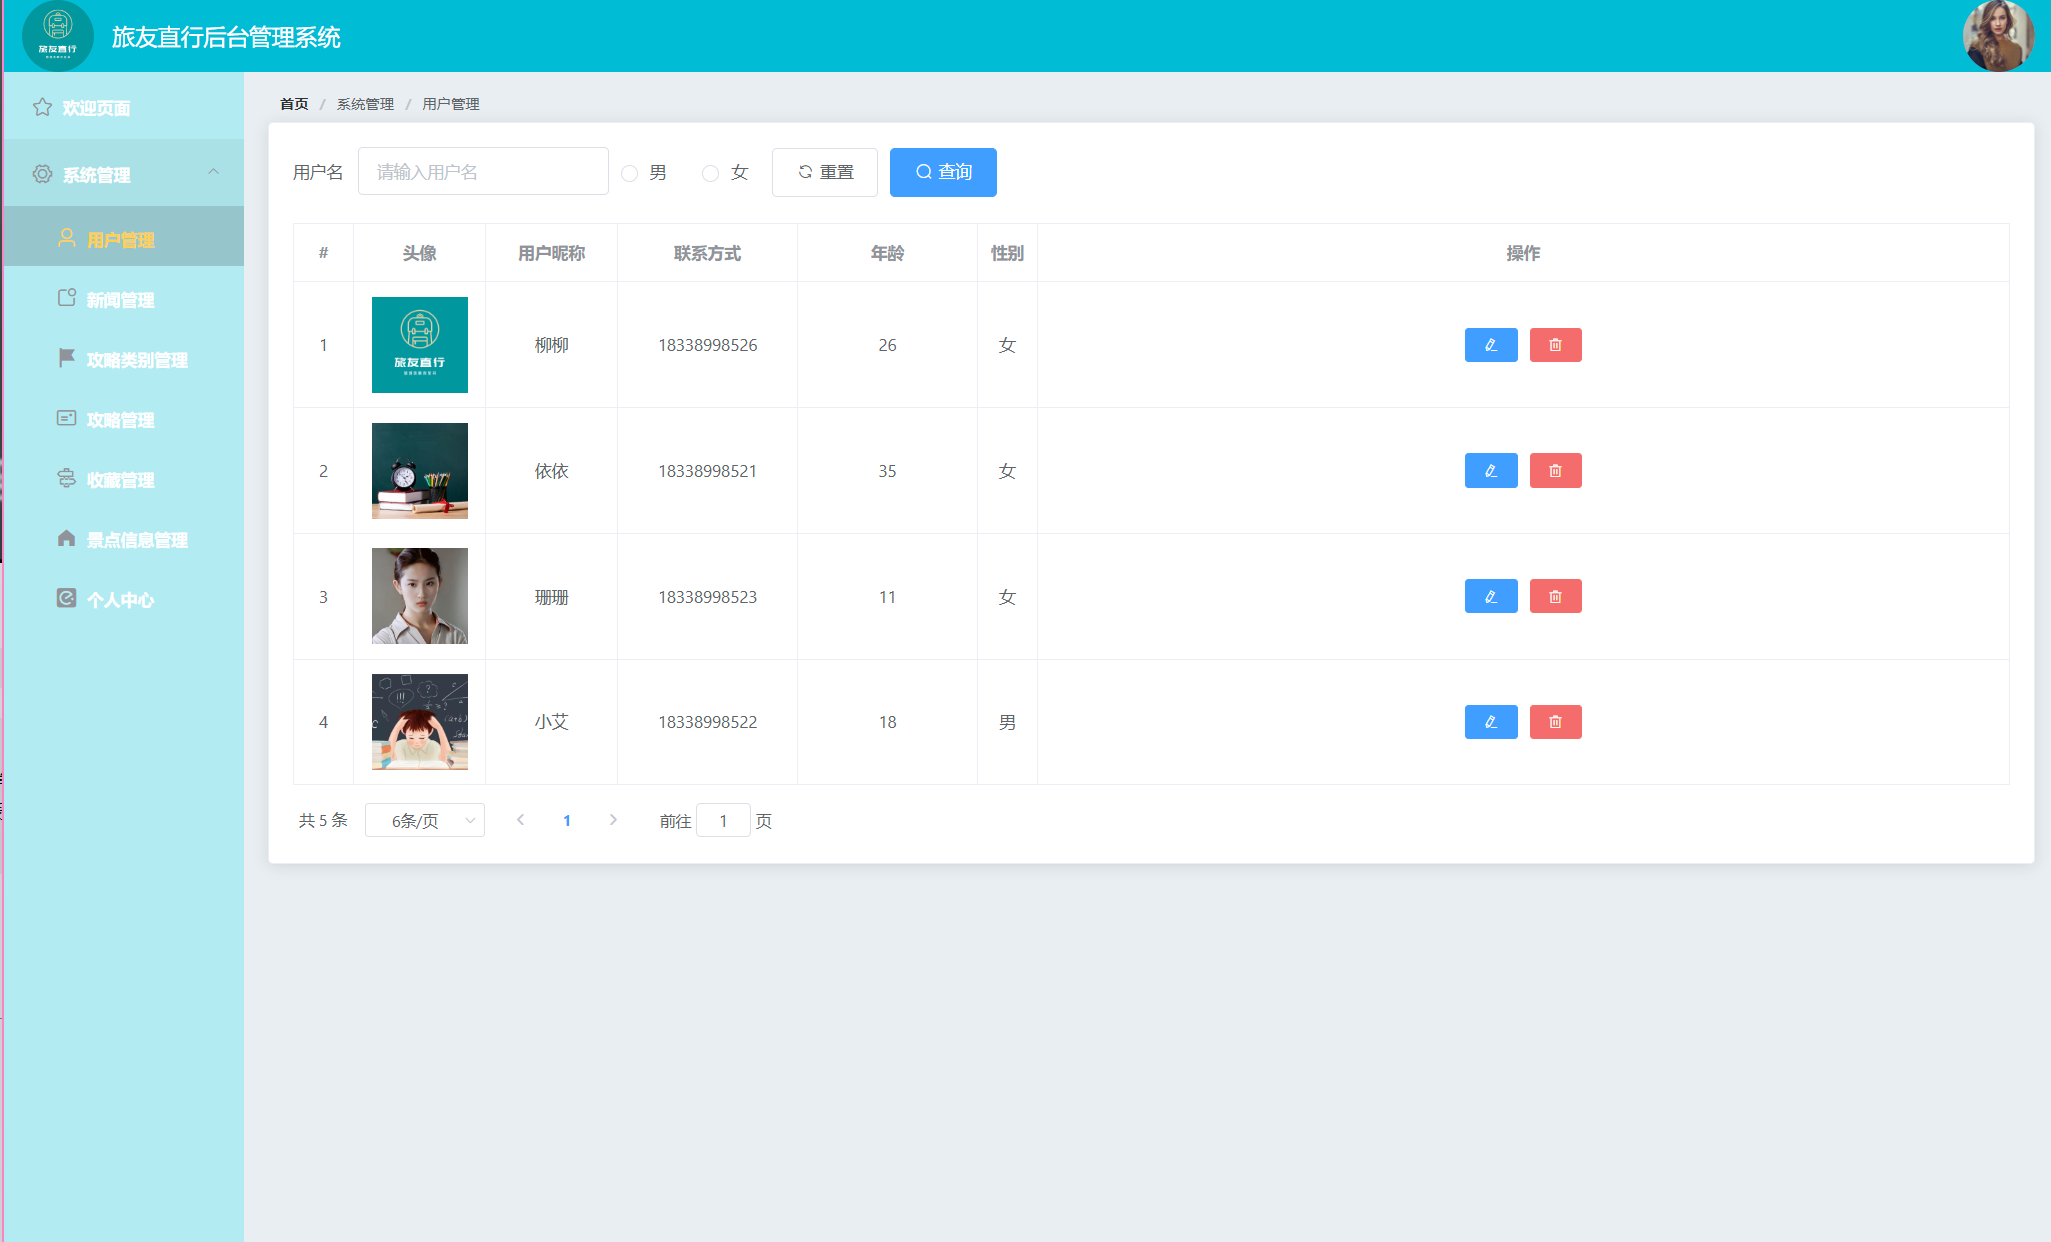 旅友直行
旅友直行后台管理系统
欢迎页面
系统管理
用户管理
新闻管理
攻略类别管理
攻略管理
收藏管理
景点信息管理
个人中心
首页 / 系统管理 / 用户管理
用户名 请输入用户名 男 女 重置 查询
# 头像 用户昵称 联系方式 年龄 性别 操作
旅友直行
1 柳柳 18338998526 26 女
2 依依 18338998521 35 女
3 珊珊 18338998523 11 女
4 小艾 18338998522 18 男
共 5 条 6条/页 1 前往 1 页